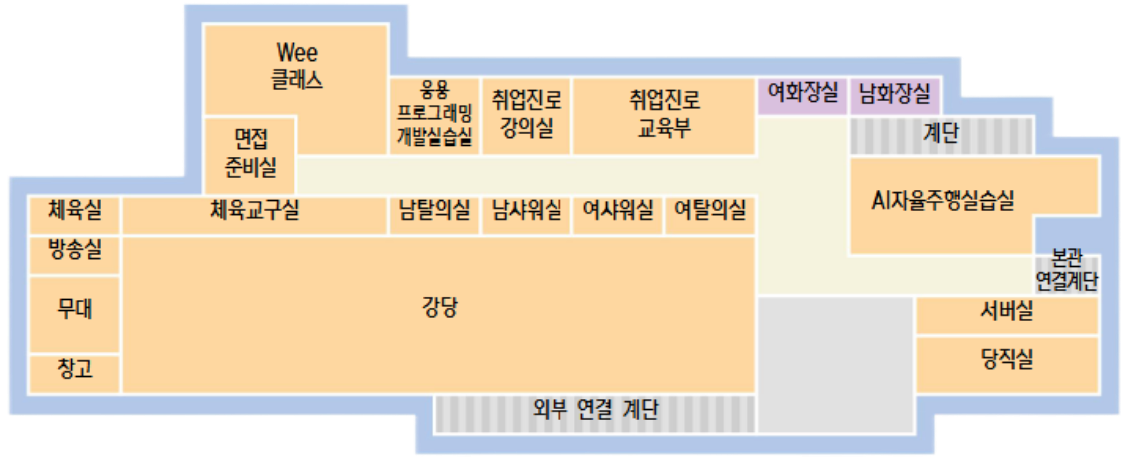 Wee
클래스
응용
프로그래밍
개발실습실
취업진로
강의실
취업진로
교육부
여화장실
남화장실
계단
면접
준비실
AI자율주행실습실
체육실
체육교구실
남탈의실
남샤워실
여샤워실
여탈의실
방송실
본관
연결계단
무대
강당
서버실
창고
당직실
외부 연결 계단